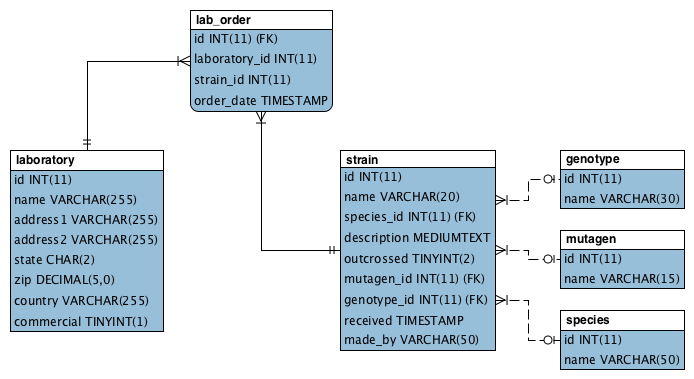 lab_order
id INT(11) (FK)
laboratory_id INT(11)
strain_id INT(11)
order_date TIMESTAMP
laboratory
id INT(11)
name VARCHAR(255)
address1 VARCHAR(255)
address2 VARCHAR(255)
state CHAR(2)
zip DECIMAL(5,0)
country VARCHAR(255)
commercial TINYINT(1)
strain
id INT(11)
name VARCHAR(20)
species_id INT(11) (FK)
description MEDIUMTEXT
outcrossed TINYINT(2)
mutagen_id INT(11) (FK)
genotype_id INT(11) (FK)
received TIMESTAMP
made_by VARCHAR(50)
genotype
id INT(11)
name VARCHAR(30)
mutagen
id INT(11)
name VARCHAR(15)
species
id INT(11)
name VARCHAR(50)